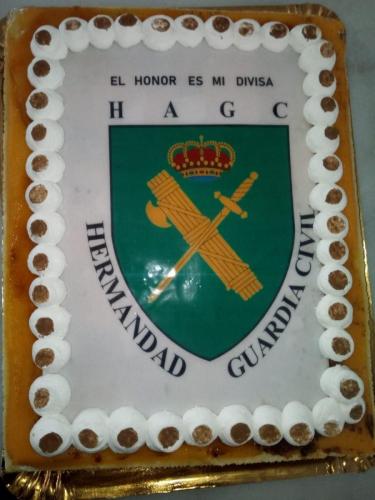 EL HONOR ES MI DIVISA
H A G C
HERMANDAD GUARDIA CIVIL